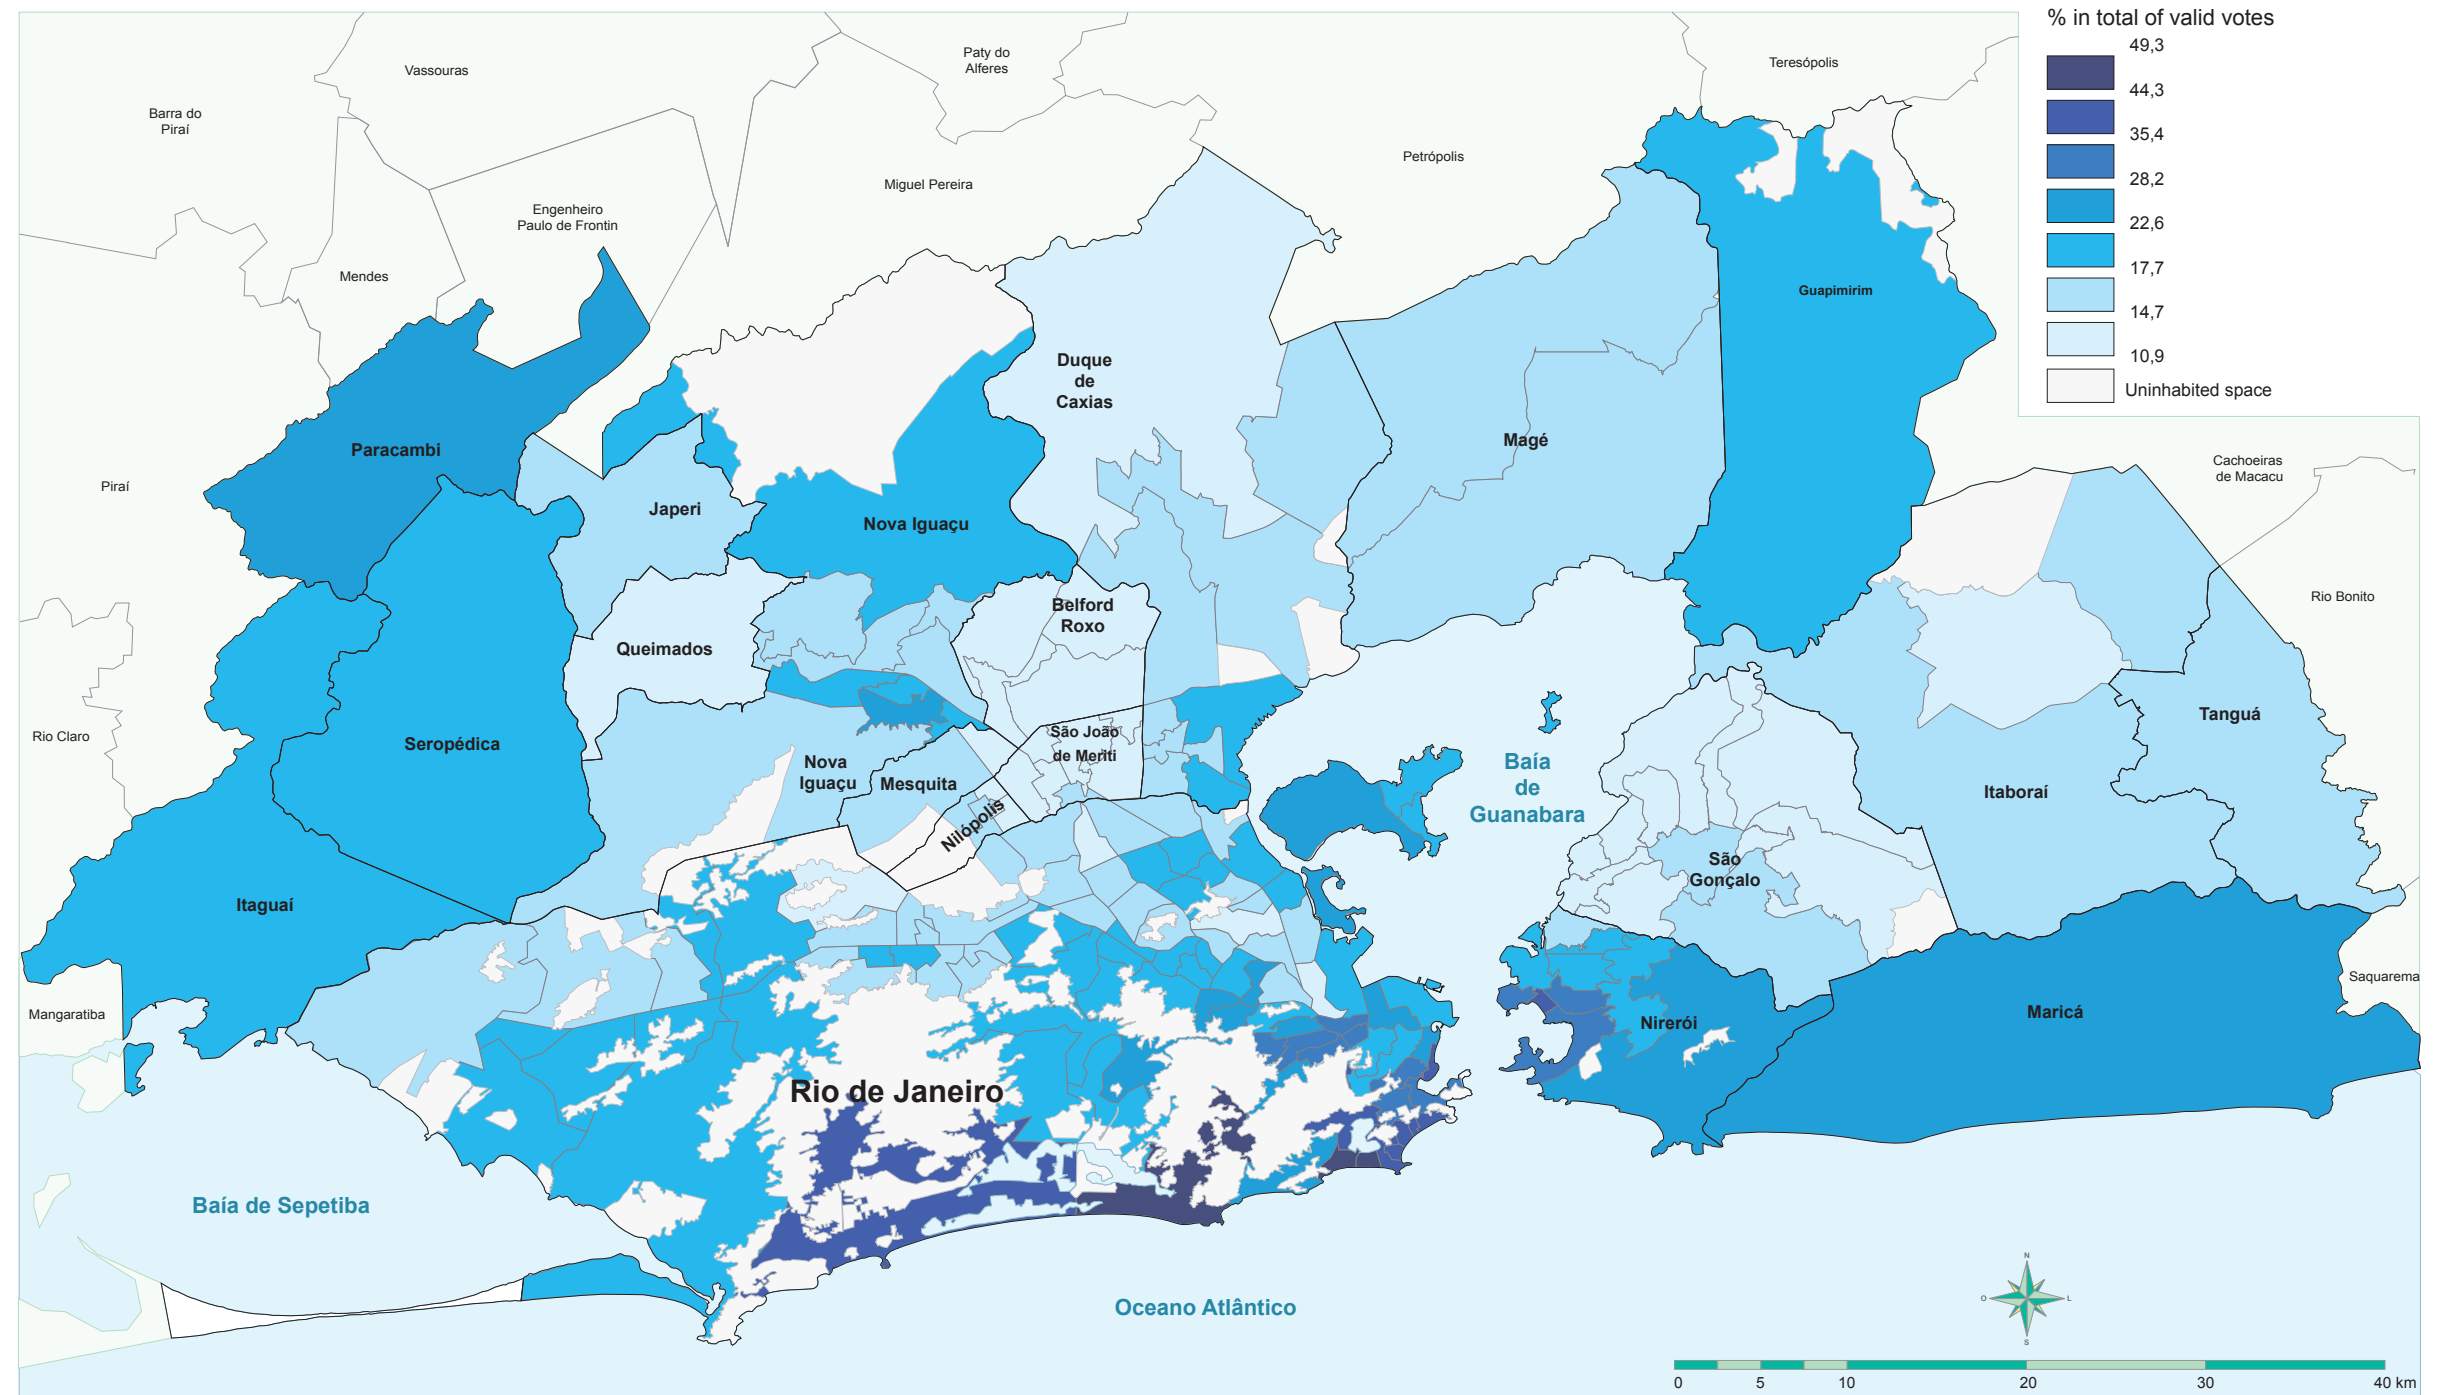 % in total of valid votes
49,3
44,3
35,4
28,2
22,6
17,7
14,7
10,9
Uninhabited space
Paty do
Alferes
Teresópolis
Vassouras
Barra do
Piraí
Petrópolis
Miguel Pereira
Engenheiro
Paulo de Frontin
Mendes
Guapimirim
Duque
de
Caxias
Magé
Paracambi
Cachoeiras
de Macacu
Piraí
Japeri
Nova Iguaçu
Rio Bonito
Belford
Roxo
Queimados
Tanguá
Rio Claro
Seropédica
São João
de Meriti
Baía
de
Guanabara
Nova
Iguaçu
Mesquita
Itaboraí
Nilópolis
São
Gonçalo
Itaguaí
Saquarema
Mangaratiba
Nirerói
Maricá
Rio de Janeiro
Baía de Sepetiba
Oceano Atlântico
N
O
L
S
0 5 10 20 30 40 km